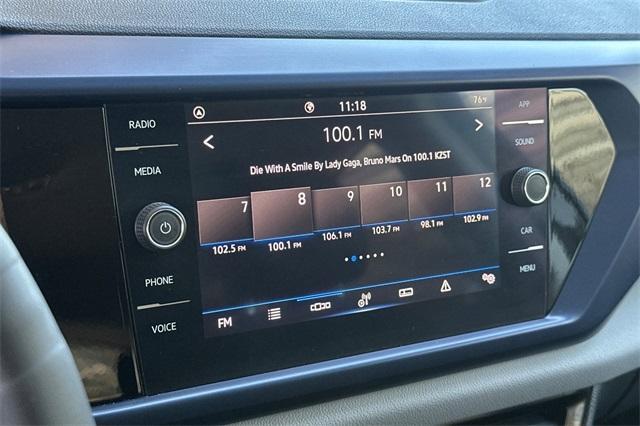 RADIO
MEDIA
PHONE
VOICE
11:18
76°F
100.1 FM
Die With A Smile By Lady Gaga, Bruno Mars On 100.1 KZST
7 8 9 10 11 12
102.5 FM 100.1 FM 106.1 FM 103.7 FM 98.1 FM 102.9 FM
FM
APP
SOUND
CAR
MENU